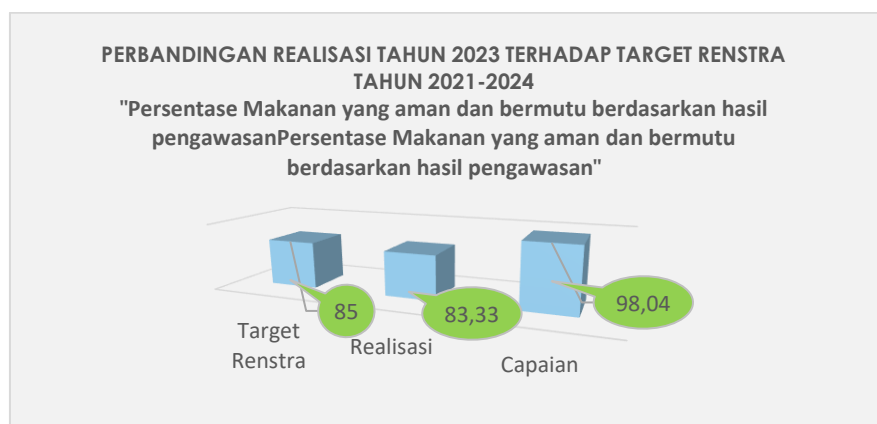 PERBANDINGAN REALISASI TAHUN 2023 TERHADAP TARGET RENSTRA
TAHUN 2021-2024
"Persentase Makanan yang aman dan bermutu berdasarkan hasil
pengawasanPersentase Makanan yang aman dan bermutu
berdasarkan hasil pengawasan"
85
83,33
98,04
Target
Renstra
Realisasi
Capaian